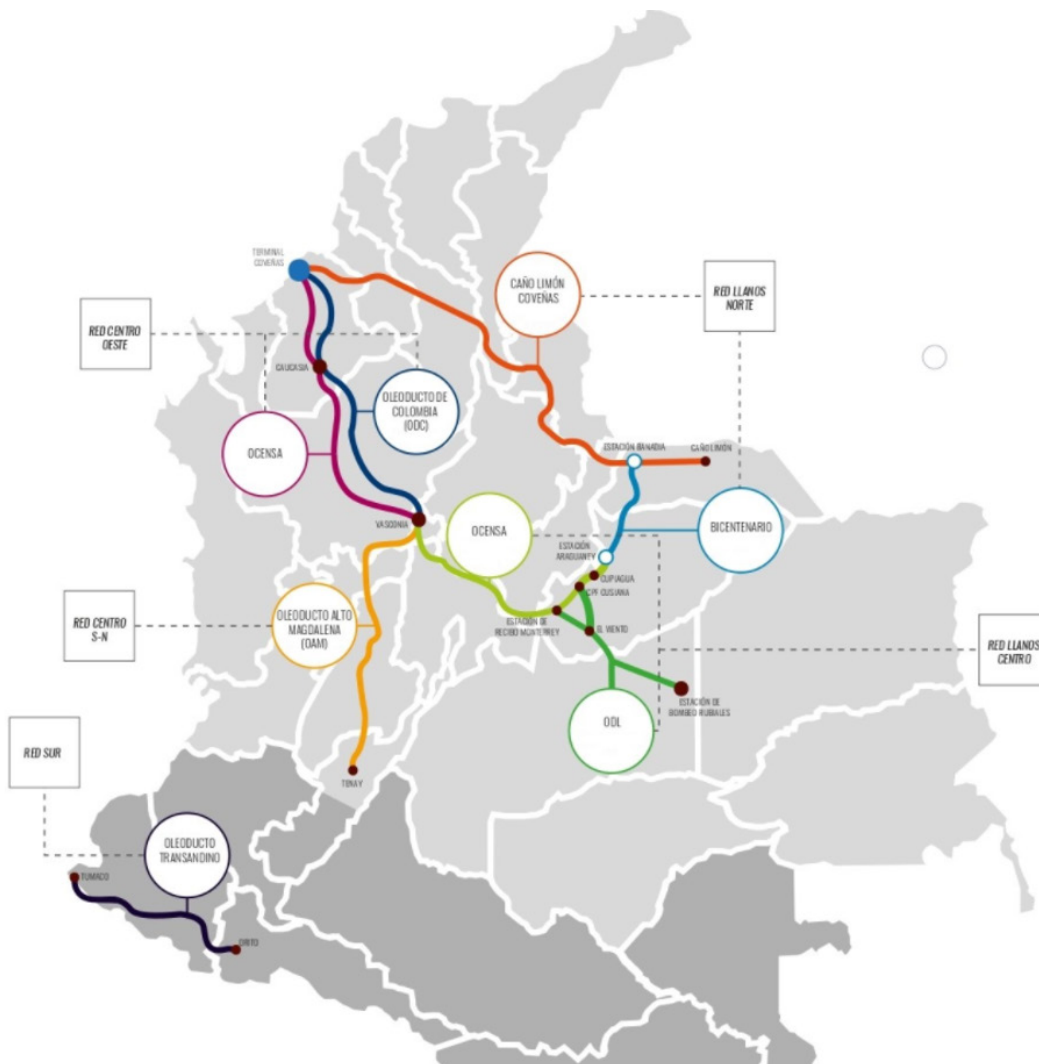 TERMINAL
COVEÑAS
CAÑO LIMÓN
COVEÑAS
RED LLANOS
NORTE
RED CENTRO
OESTE
CAUCASIA
OLEODUCTO DE
COLOMBIA
(ODC)
OCENSA
ESTACIÓN BANADIA
CAÑO LIMÓN
VASCONIA
OCENSA
BICENTENARIO
ESTACIÓN
ARAGUANEY
CUPIAGUA
CPF CUSIANA
ESTACIÓN DE
RECIBO MONTERREY
EL VIENTO
OLEODUCTO ALTO
MAGDALENA
(OAM)
RED CENTRO
S-N
RED LLANOS
CENTRO
ESTACIÓN DE
BOMBEO RUBIALES
ODL
RED SUR
TENAY
OLEODUCTO
TRANSANDINO
TUMACO
ORITO